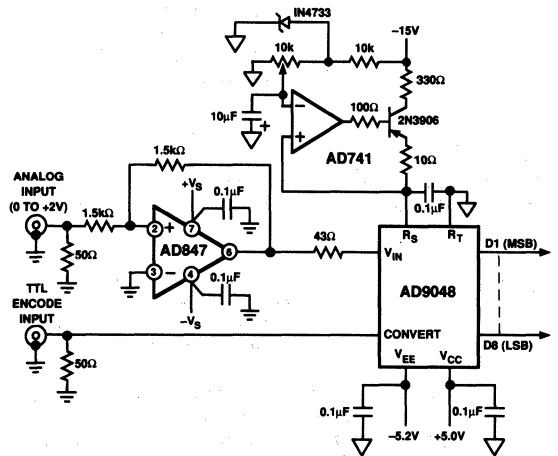 IN4733
10k
10k
–15V
330Ω
100Ω
2N3906
10μF
+
–
+
AD741
10Ω
0.1μF
1.5kΩ
+VS
0.1μF
ANALOG
INPUT
(0 TO +2V)
1.5kΩ
2
+
7
6
AD847
3
–
4
0.1μF
–VS
50Ω
43Ω
RS
RT
VIN
AD9048
D1 (MSB)
TTL
ENCODE
INPUT
CONVERT
D8 (LSB)
50Ω
VEE
VCC
0.1μF
0.1μF
–5.2V
+5.0V